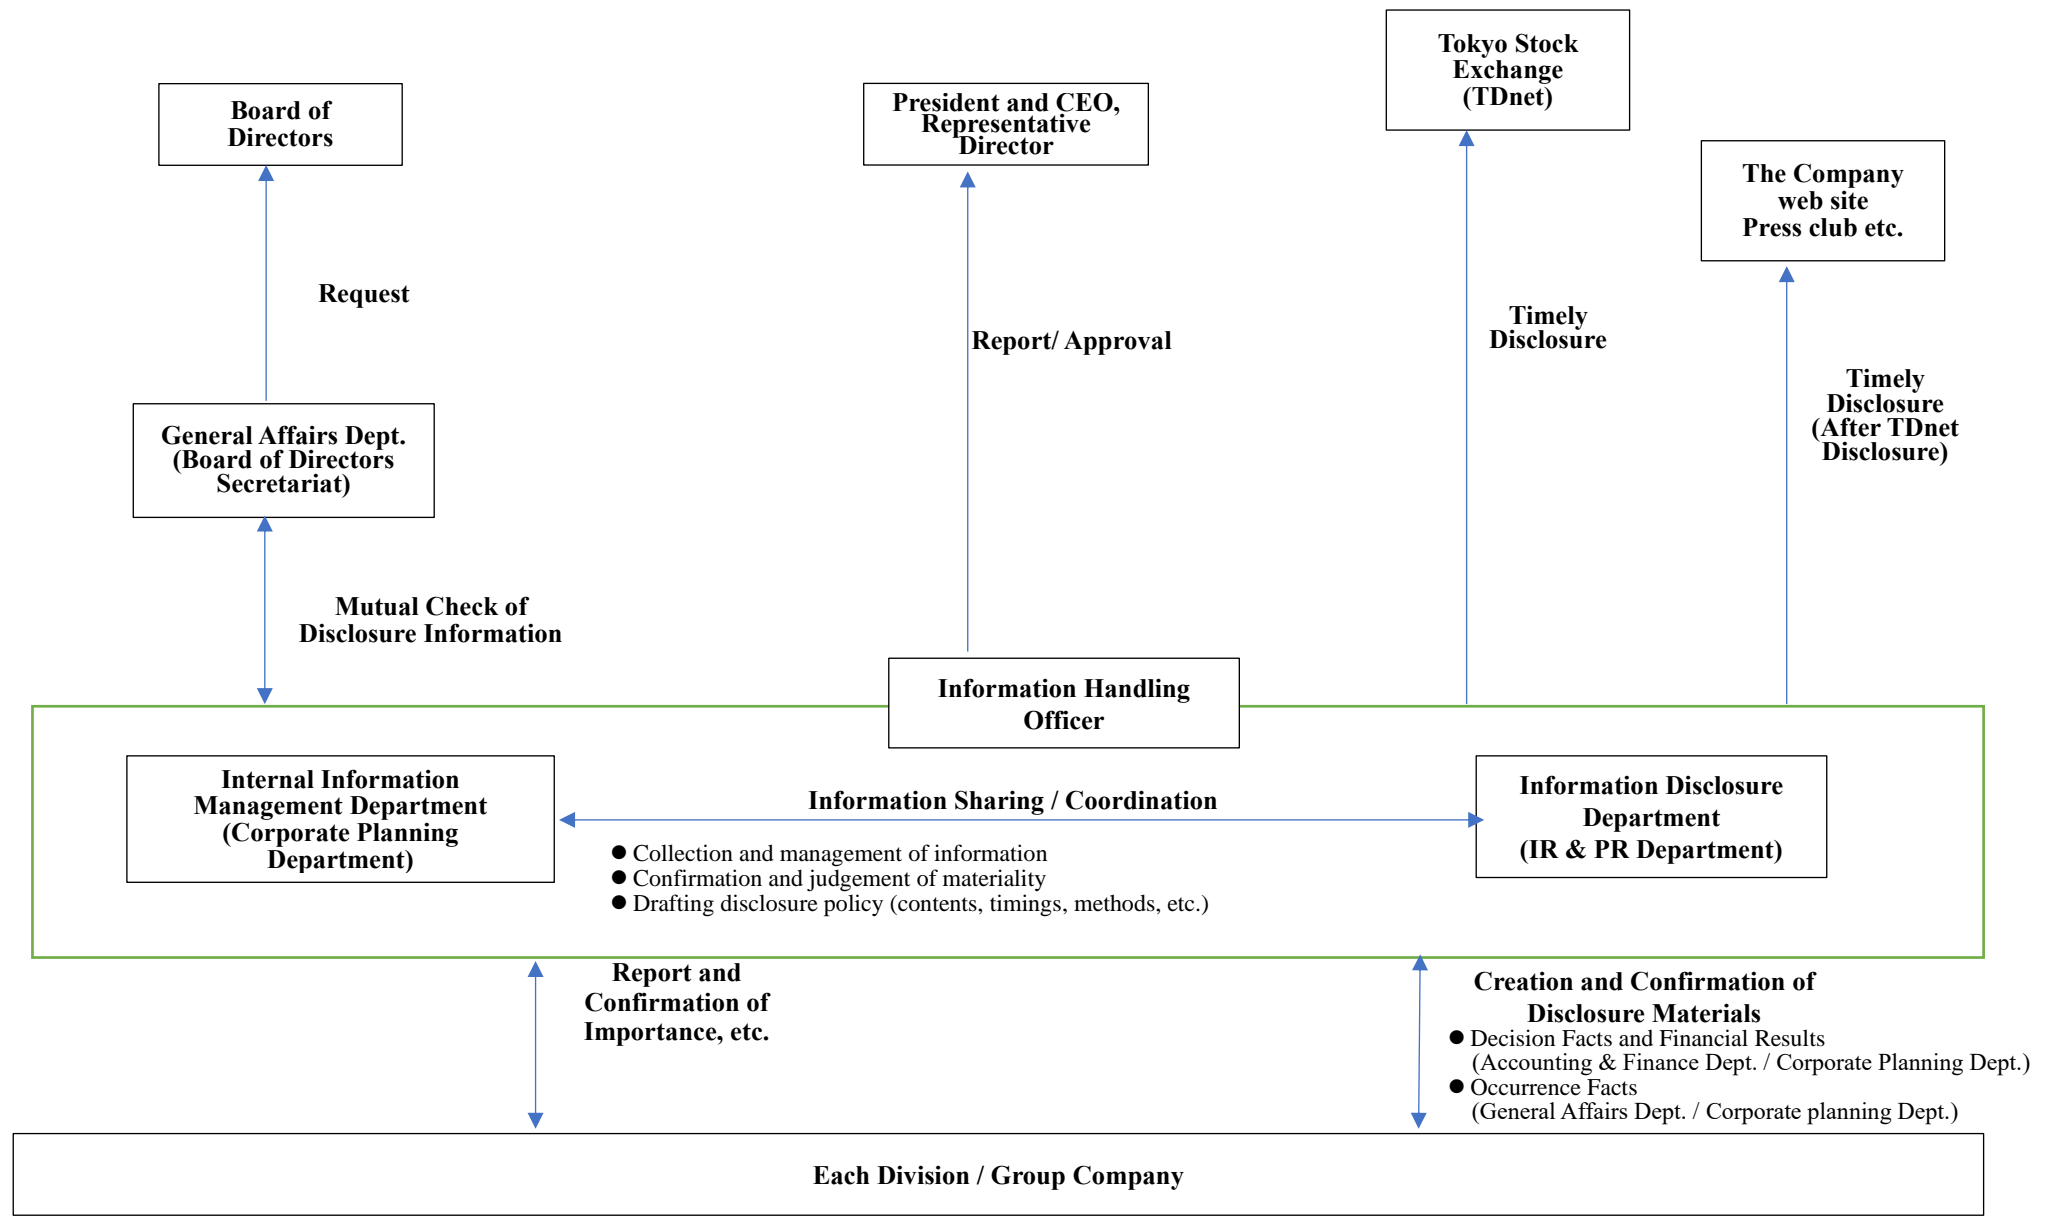 Tokyo Stock
Exchange
(TDnet)
Board of
Directors
President and CEO,
Representative
Director
The Company
web site
Press club etc.
Request
Report/ Approval
Timely
Disclosure
Timely
Disclosure
(After TDnet
Disclosure)
General Affairs Dept.
(Board of Directors
Secretariat)
Mutual Check of
Disclosure Information
Information Handling
Officer
Internal Information
Management Department
(Corporate Planning
Department)
Information Sharing / Coordination
● Collection and management of information
● Confirmation and judgement of materiality
● Drafting disclosure policy (contents, timings, methods, etc.)
Information Disclosure
Department
(IR & PR Department)
Report and
Confirmation of
Importance, etc.
Creation and Confirmation of
Disclosure Materials
● Decision Facts and Financial Results
(Accounting & Finance Dept. / Corporate Planning Dept.)
● Occurrence Facts
(General Affairs Dept. / Corporate planning Dept.)
Each Division / Group Company